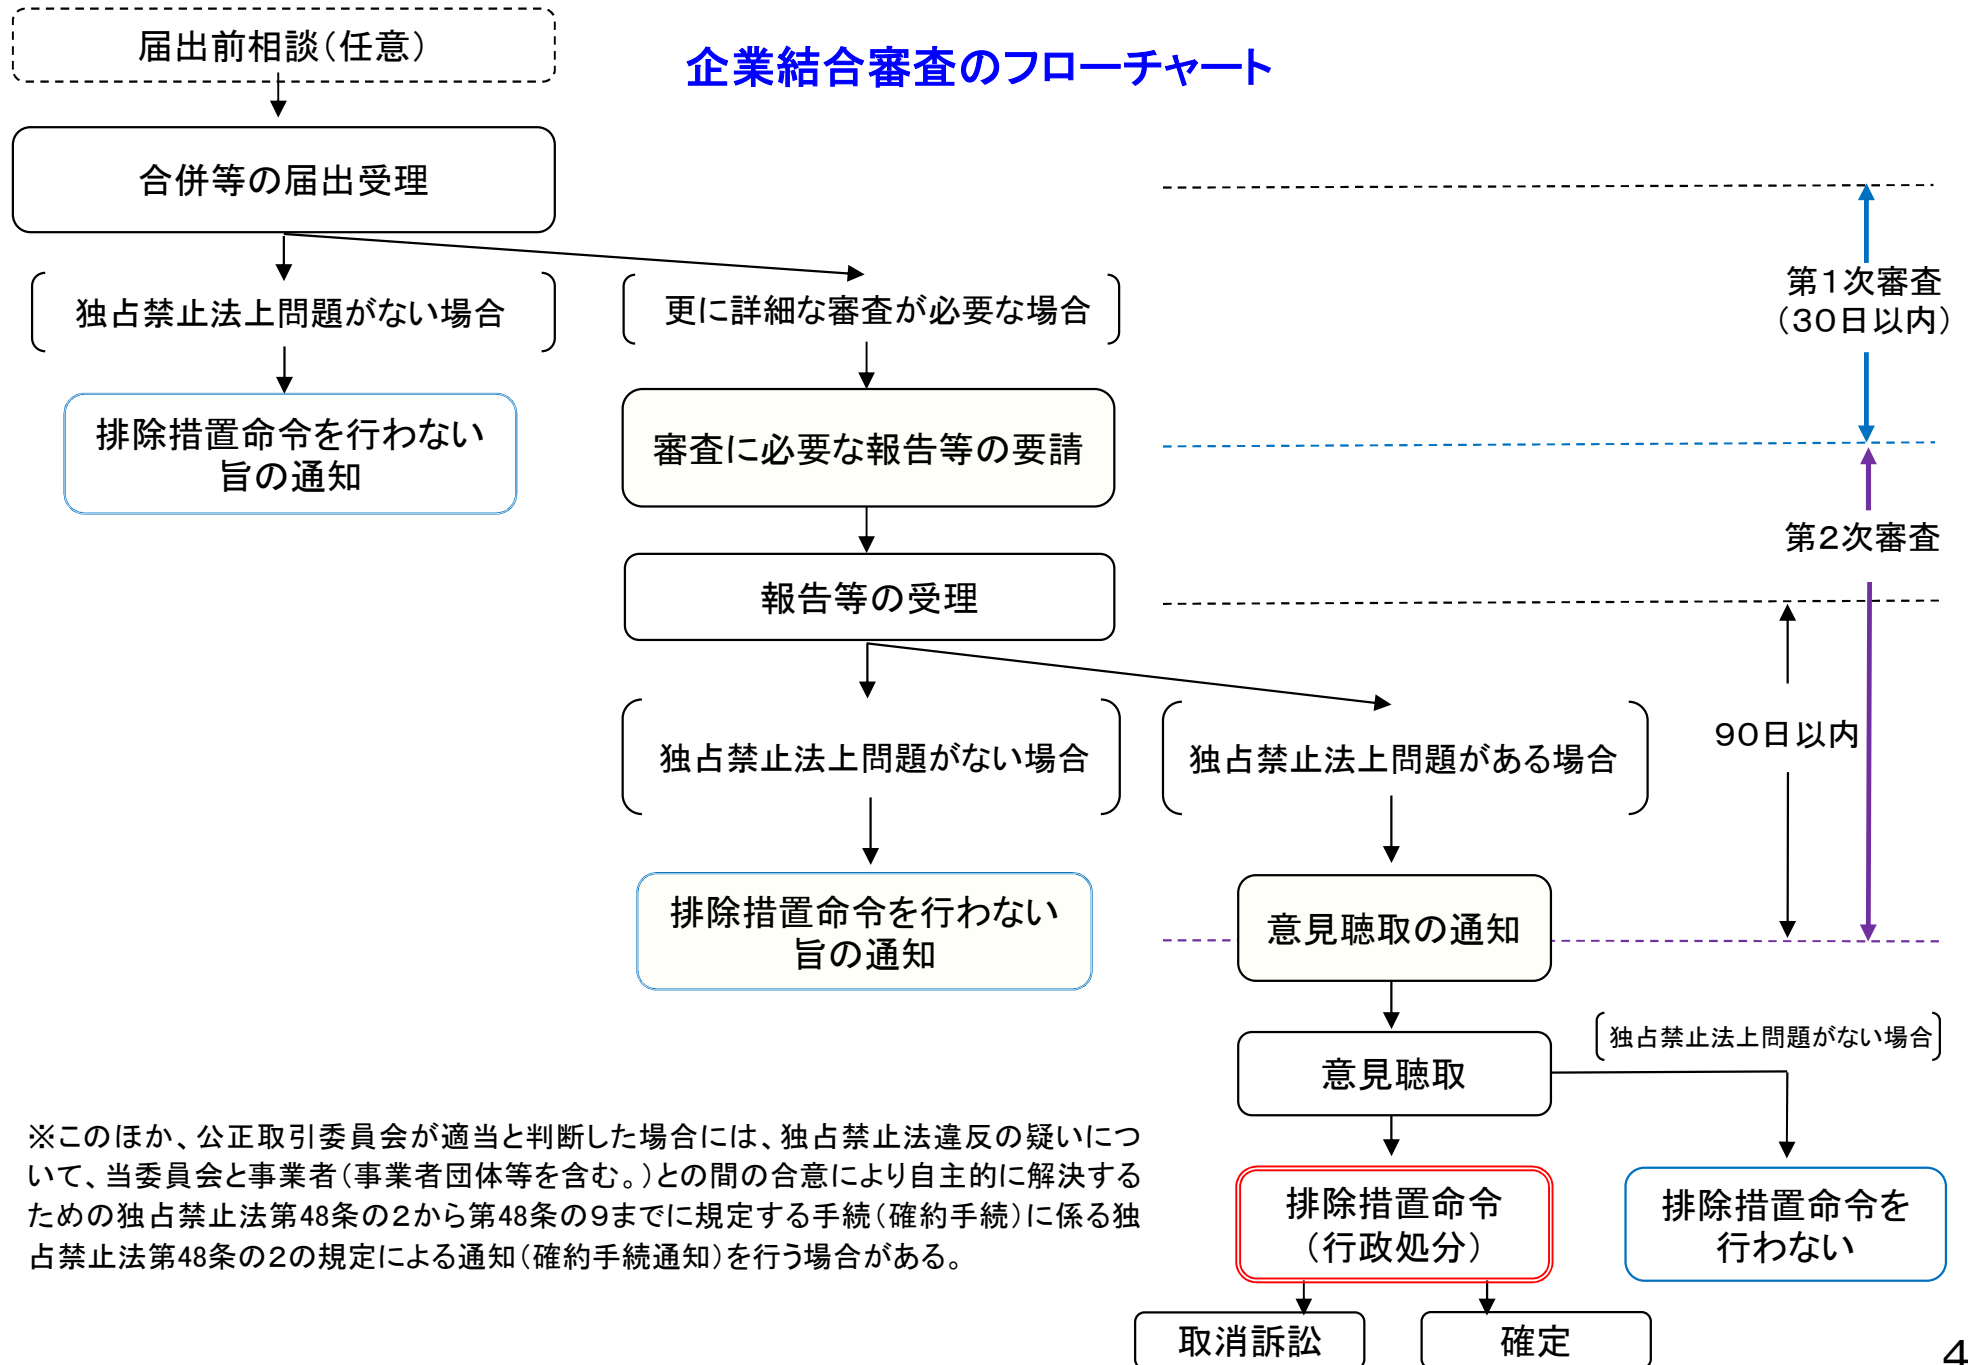 届出前相談（任意）
企業結合審査のフローチャート
合併等の届出受理
独占禁止法上問題がない場合
更に詳細な審査が必要な場合
第１次審査
（３０日以内）
排除措置命令を行わない
旨の通知
審査に必要な報告等の要請
第２次審査
報告等の受理
独占禁止法上問題がない場合
独占禁止法上問題がある場合
９０日以内
排除措置命令を行わない
旨の通知
意見聴取の通知
意見聴取
独占禁止法上問題がない場合
※このほか、公正取引委員会が適当と判断した場合には、独占禁止法違反の疑いにつ
いて、当委員会と事業者（事業者団体等を含む。）との間の合意により自主的に解決する
ための独占禁止法第48条の２から第48条の９までに規定する手続（確約手続）に係る独
占禁止法第48条の２の規定による通知（確約手続通知）を行う場合がある。
排除措置命令
（行政処分）
排除措置命令を
行わない
取消訴訟
確定
4